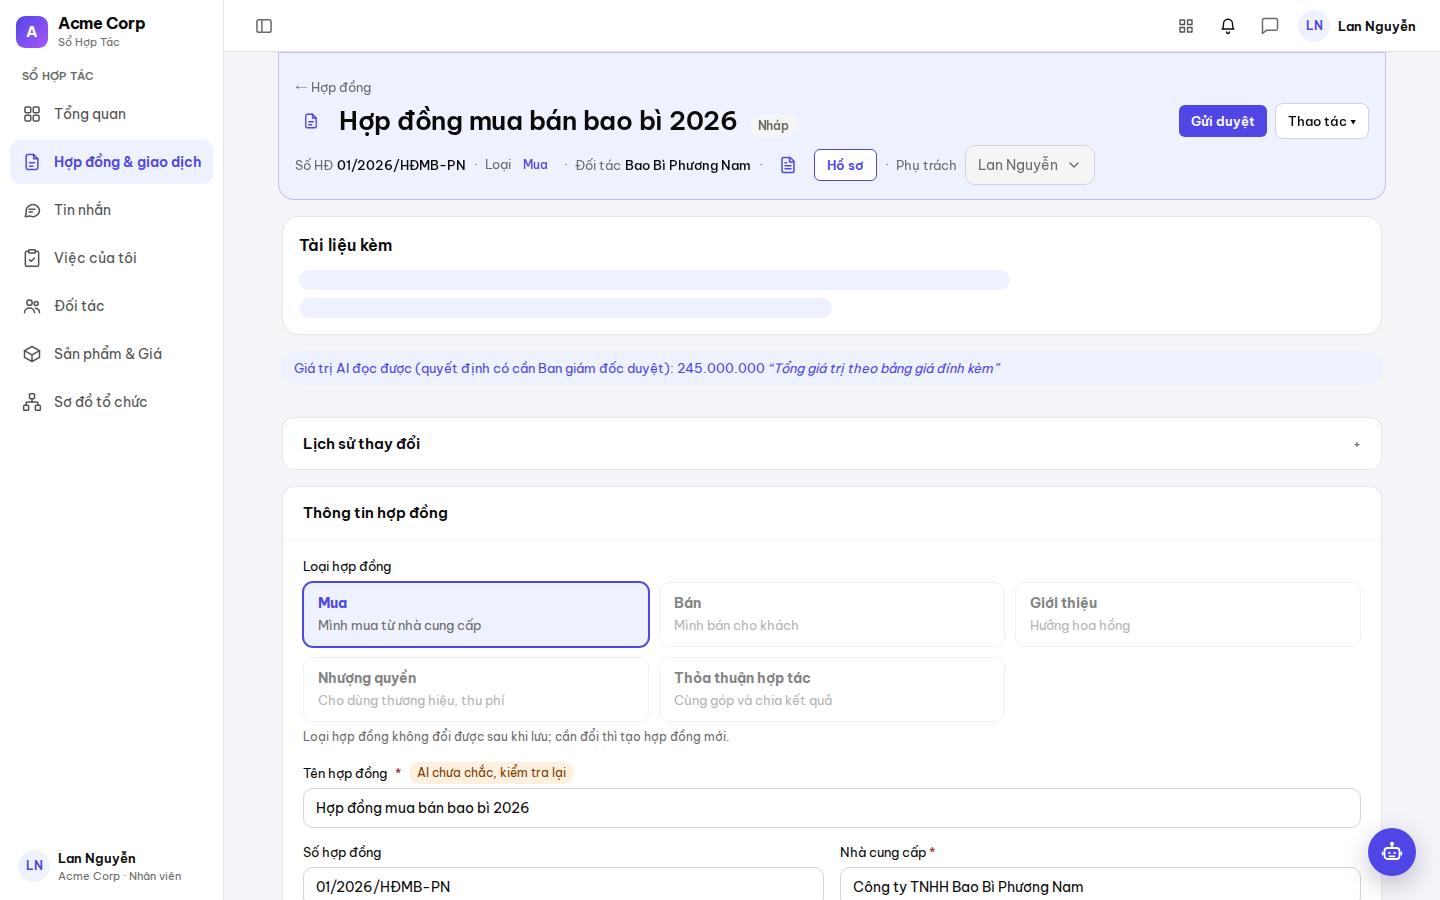 A
Acme Corp
Sổ Hợp Tác
SỔ HỢP TÁC
Tổng quan
Hợp đồng & giao dịch
Tin nhắn
Việc của tôi
Đối tác
Sản phẩm & Giá
Sơ đồ tổ chức
LN
Lan Nguyễn
Acme Corp · Nhân viên
LN Lan Nguyễn
← Hợp đồng
Hợp đồng mua bán bao bì 2026 Nháp
Gửi duyệt
Thao tác ▾
Số HĐ 01/2026/HĐMB-PN · Loại Mua · Đối tác Bao Bì Phương Nam · Hồ sơ · Phụ trách Lan Nguyễn
Tài liệu kèm
Giá trị AI đọc được (quyết định có cần Ban giám đốc duyệt): 245.000.000 “Tổng giá trị theo bảng giá đính kèm”
Lịch sử thay đổi +
Thông tin hợp đồng
Loại hợp đồng
Mua
Mình mua từ nhà cung cấp
Bán
Mình bán cho khách
Giới thiệu
Hưởng hoa hồng
Nhượng quyền
Cho dùng thương hiệu, thu phí
Thỏa thuận hợp tác
Cùng góp và chia kết quả
Loại hợp đồng không đổi được sau khi lưu; cần đổi thì tạo hợp đồng mới.
Tên hợp đồng * AI chưa chắc, kiểm tra lại
Hợp đồng mua bán bao bì 2026
Số hợp đồng
01/2026/HĐMB-PN
Nhà cung cấp *
Công ty TNHH Bao Bì Phương Nam